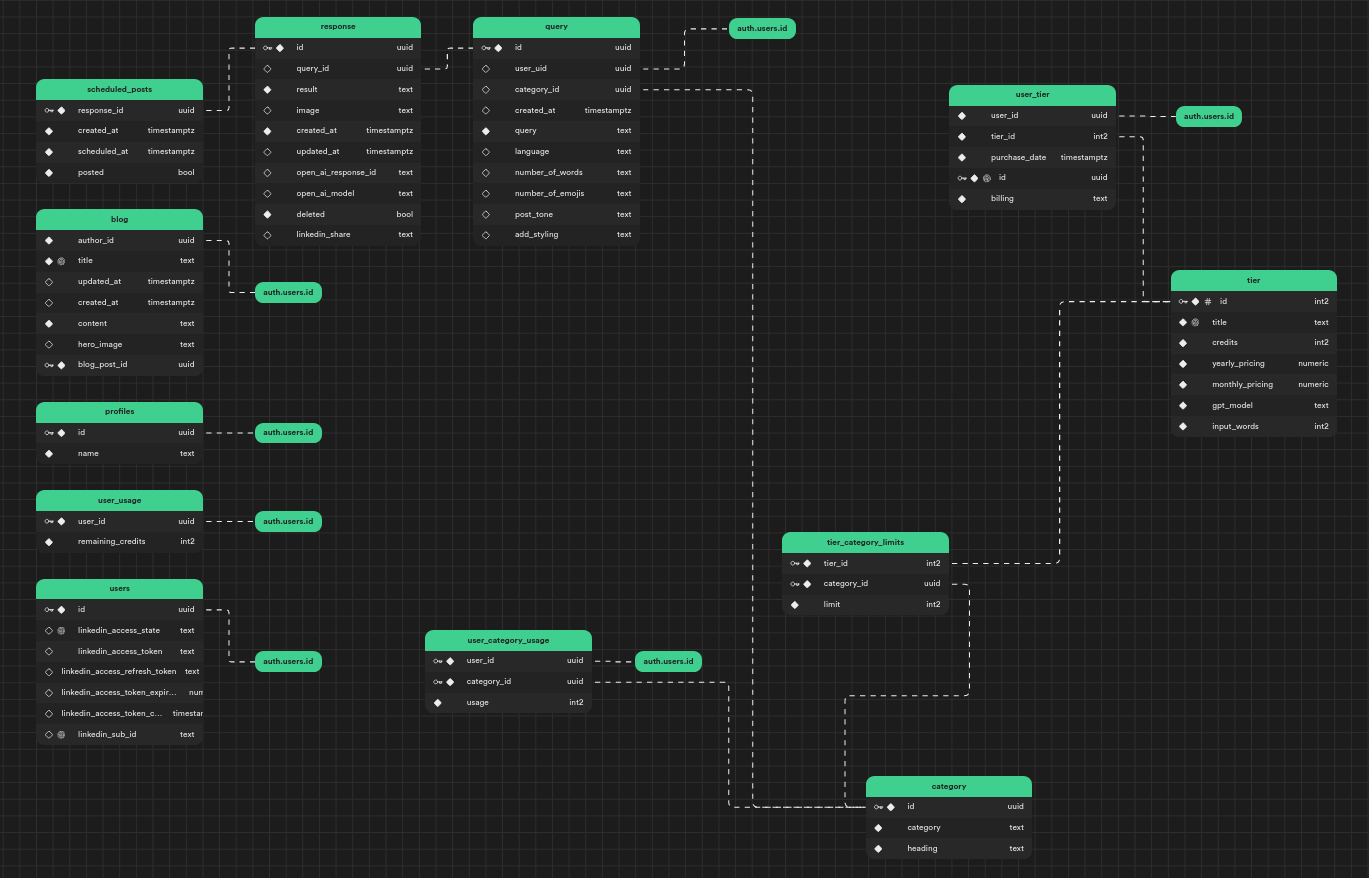 response
id uuid
query_id uuid
result text
image text
created_at timestamptz
updated_at timestamptz
open_ai_response_id text
open_ai_model text
deleted bool
linkedin_share text
query
id uuid
user_uid uuid
category_id uuid
created_at timestamptz
query text
language text
number_of_words text
number_of_emojis text
post_tone text
add_styling text
auth.users.id
scheduled_posts
response_id uuid
created_at timestamptz
scheduled_at timestamptz
posted bool
user_tier
user_id uuid
tier_id int2
purchase_date timestamptz
id uuid
billing text
auth.users.id
blog
author_id uuid
title text
updated_at timestamptz
created_at timestamptz
content text
hero_image text
blog_post_id uuid
auth.users.id
tier
# id int2
title text
credits int2
yearly_pricing numeric
monthly_pricing numeric
gpt_model text
input_words int2
profiles
id uuid
name text
auth.users.id
user_usage
user_id uuid
remaining_credits int2
auth.users.id
tier_category_limits
tier_id int2
category_id uuid
limit int2
users
id uuid
linkedin_access_state text
linkedin_access_token text
linkedin_access_refresh_token text
linkedin_access_token_expir... num
linkedin_access_token_c... timestar
linkedin_sub_id text
auth.users.id
user_category_usage
user_id uuid
category_id uuid
usage int2
auth.users.id
category
id uuid
category text
heading text